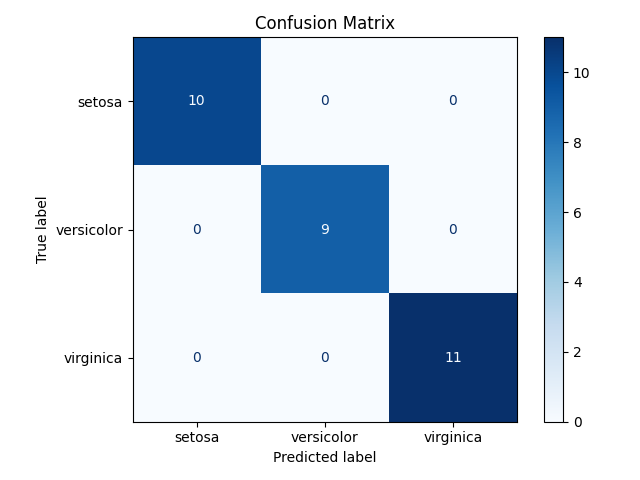 Confusion Matrix
setosa 10 0 0
versicolor 0 9 0
virginica 0 0 11
setosa versicolor virginica
Predicted label
True label
10
8
6
4
2
0